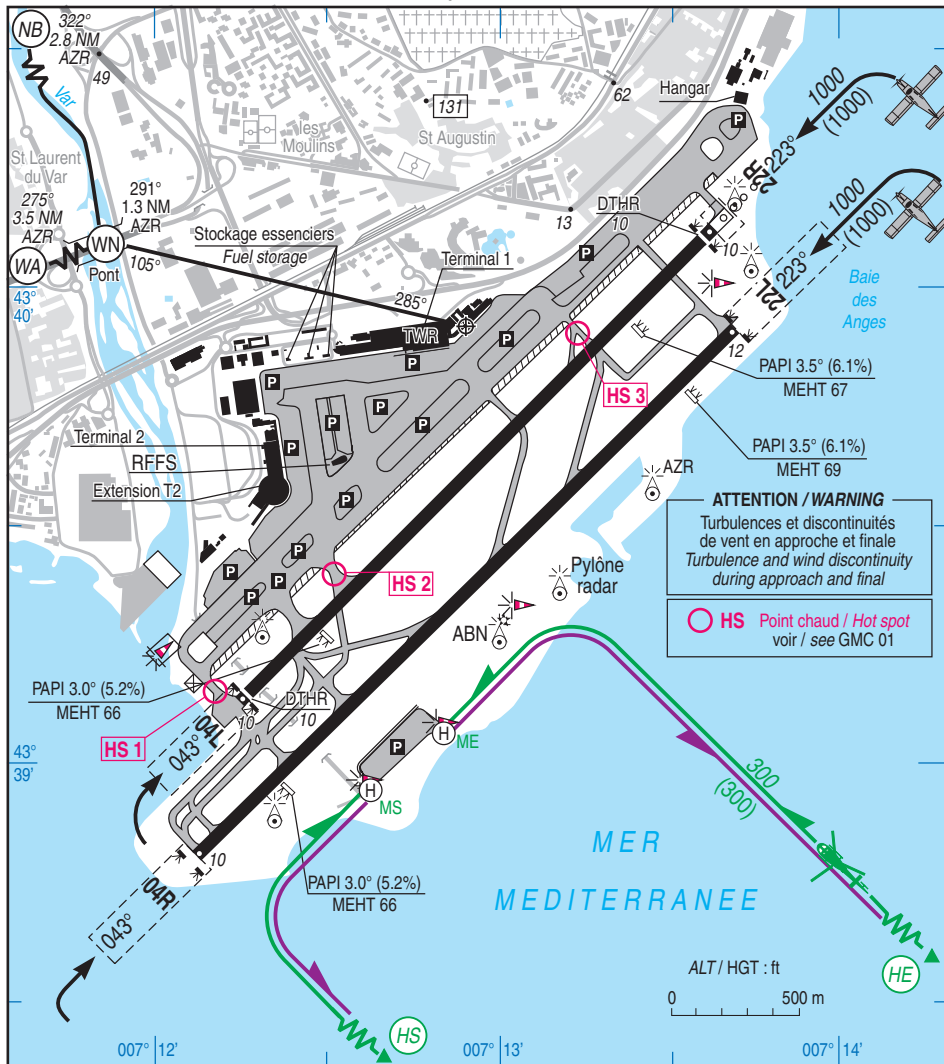 NB
322°
2.8 NM
AZR
49
Var
St Laurent
du Var
275°
3.5 NM
AZR
WA
43°
40'
291°
1.3 NM
AZR
WN
Pont
105°
les
Moulins
131
St Augustin
62
13
Stockage essenciers
Fuel storage
Terminal 1
285°
TWR
Hangar
P
1000
(1000)
223°
22R
1000
(1000)
223°
22L
DTHR
10
10
12
Baie
des
Anges
P
P
P
P
P
P
P
P
P
P
P
P
P
P
HS 3
PAPI 3.5° (6.1%)
MEHT 67
PAPI 3.5° (6.1%)
MEHT 69
Terminal 2
RFFS
Extension T2
AZR
ATTENTION / WARNING
Turbulences et discontinuités
de vent en approche et finale
Turbulence and wind discontinuity
during approach and final
HS Point chaud / Hot spot
voir / see GMC 01
HS 2
Pylône
radar
ABN
PAPI 3.0° (5.2%)
MEHT 66
HS 1
DTHR
10
10
04L
043°
H
ME
P
H
MS
43°
39'
10
04R
043°
PAPI 3.0° (5.2%)
MEHT 66
300
(300)
MER
MEDITERRANEE
ALT / HGT : ft
0 500 m
HE
HS
007° 12'
007° 13'
007° 14'